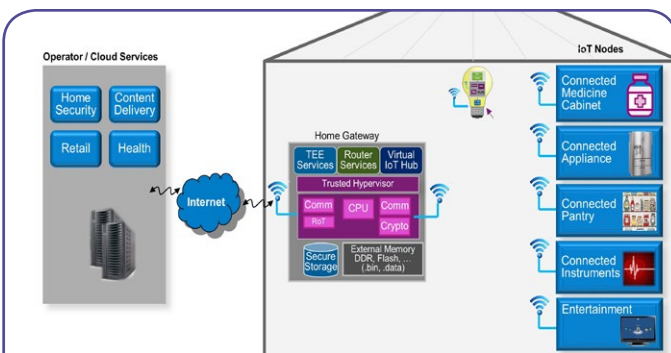 Operator / Cloud Services
Home
Security
Content
Delivery
Retail
Health
Internet
Home Gateway
TEE
Services
Router
Services
Virtual
IoT Hub
Trusted Hypervisor
Comm
RoT
CPU
Comm
Crypto
Secure
Storage
External Memory
DDR, Flash, ...
(.bin, .data)
IoT Nodes
Connected
Medicine
Cabinet
Connected
Appliance
Connected
Pantry
Connected
Instruments
Entertainment